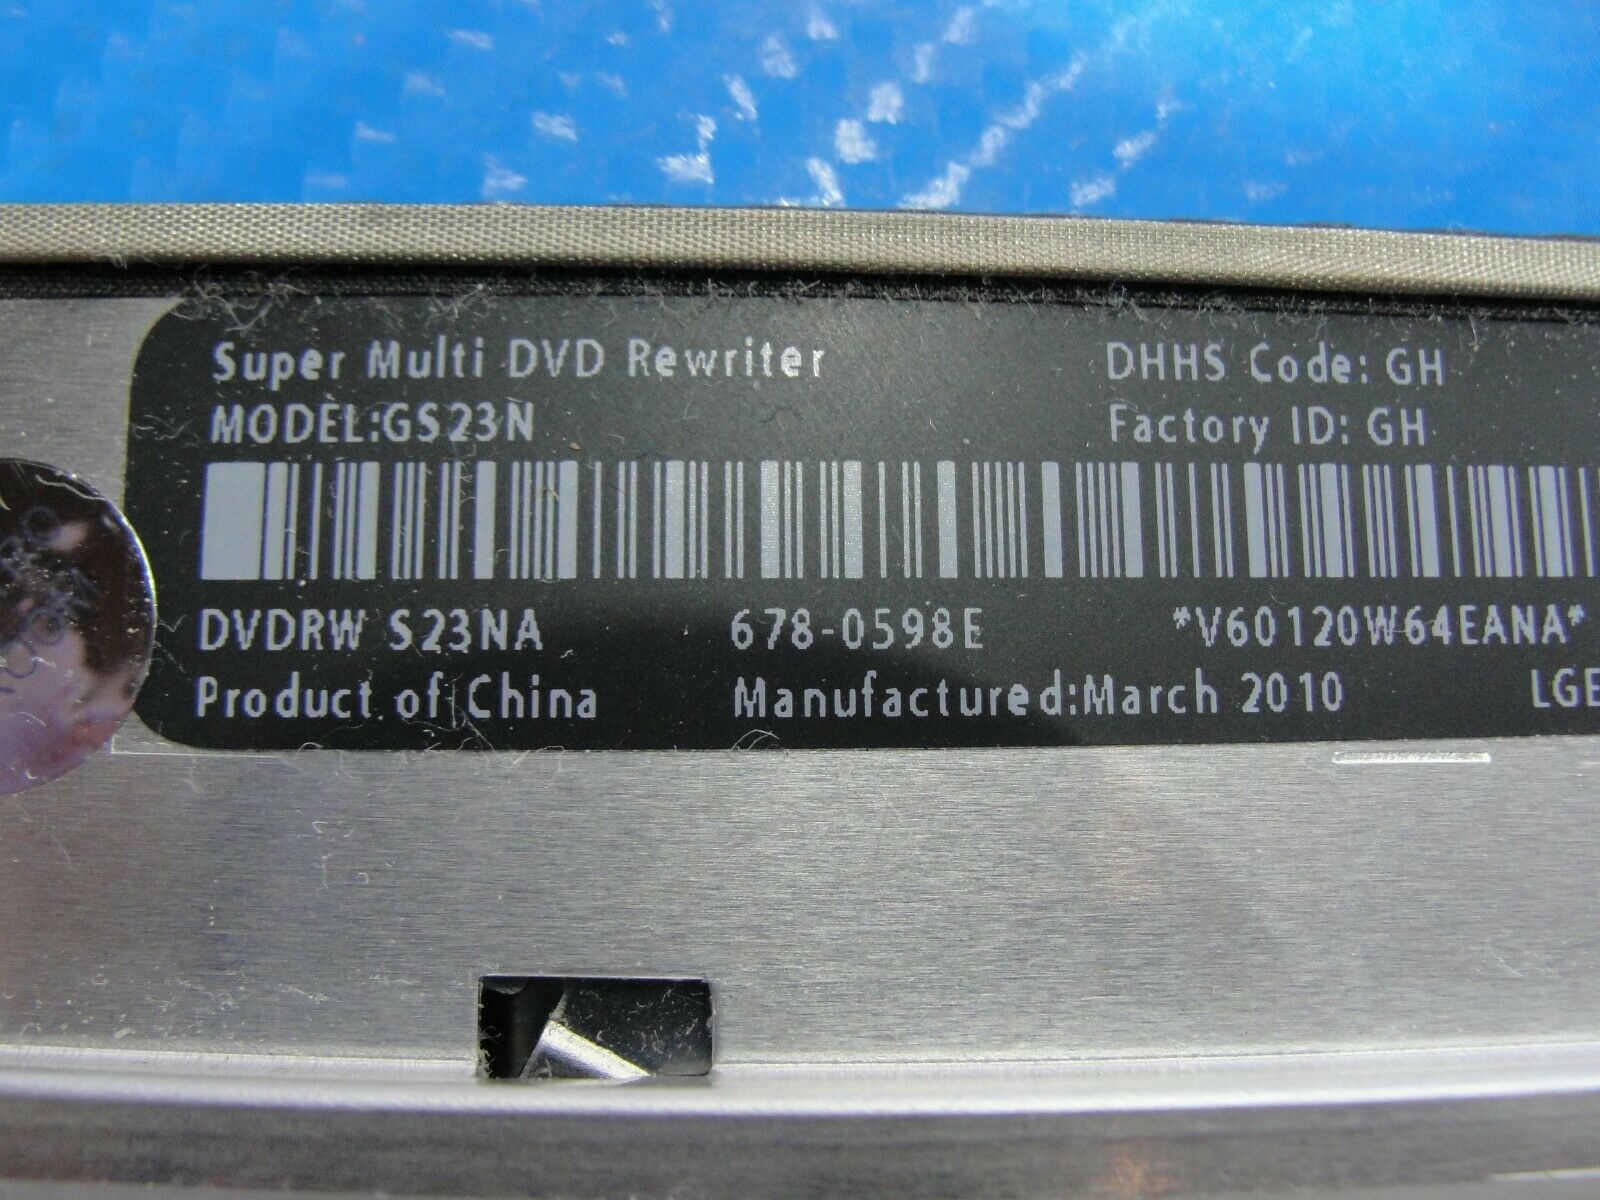 Super Multi DVD Rewriter
DHHS Code: GH
MODEL:GS23N
Factory ID: GH
DVDRW S23NA
678-0598E
*V60120W64EANA*
Product of China
Manufactured:March 2010
LGE